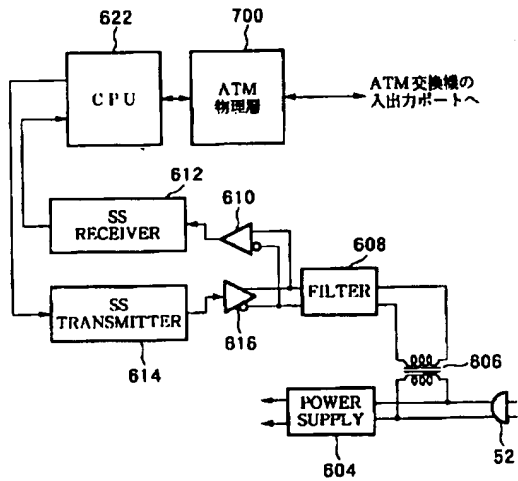 622
700
CPU
ATM
物理層
ATM交換機の
入出力ポートへ
612
610
SS
RECEIVER
608
FILTER
SS
TRANSMITTER
616
614
606
POWER
SUPPLY
604
52